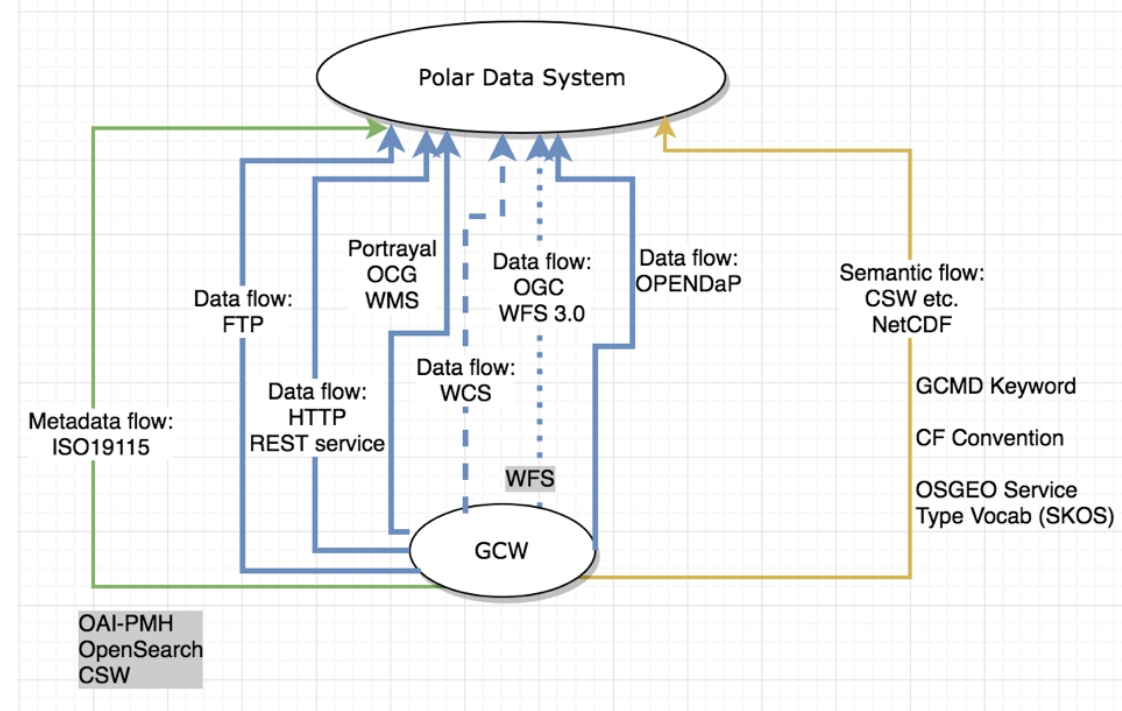 Polar Data System
Portrayal
OCG
WMS
Data flow:
OGC
WFS 3.0
Data flow:
OPENDaP
Semantic flow:
CSW etc.
NetCDF
Data flow:
FTP
Data flow:
WCS
Data flow:
HTTP
REST service
GCMD Keyword
Metadata flow:
ISO19115
CF Convention
WFS
OSGEO Service
Type Vocab (SKOS)
GCW
OAI-PMH
OpenSearch
CSW